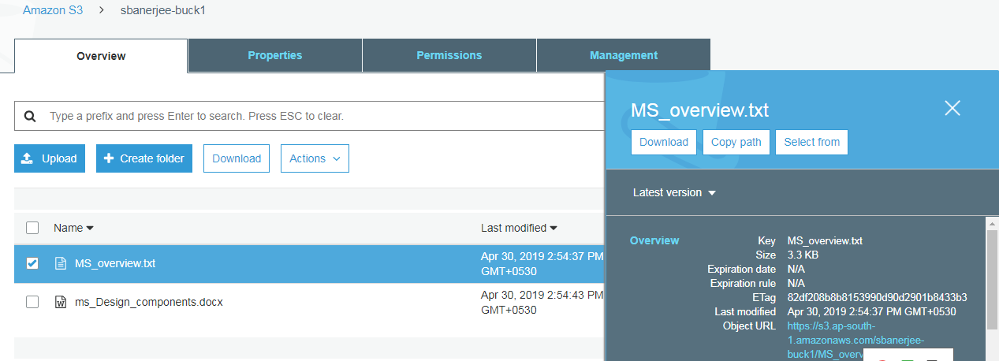 Amazon S3 > sbanerjee-buck1
Overview
Properties
Permissions
Management
Type a prefix and press Enter to search. Press ESC to clear.
Upload
Create folder
Download
Actions
Name
Last modified
MS_overview.txt
Apr 30, 2019 2:54:37 PM
GMT+0530
ms_Design_components.docx
Apr 30, 2019 2:54:43 PM
GMT+0530
MS_overview.txt
Download
Copy path
Select from
Latest version
Overview
Key MS_overview.txt
Size 3.3 KB
Expiration date N/A
Expiration rule N/A
ETag 82df208b8b8153990d90d2901b8433b3
Last modified Apr 30, 2019 2:54:37 PM GMT+0530
Object URL https://s3.ap-south-
1.amazonaws.com/sbanerjee-
buck1/MS_overv